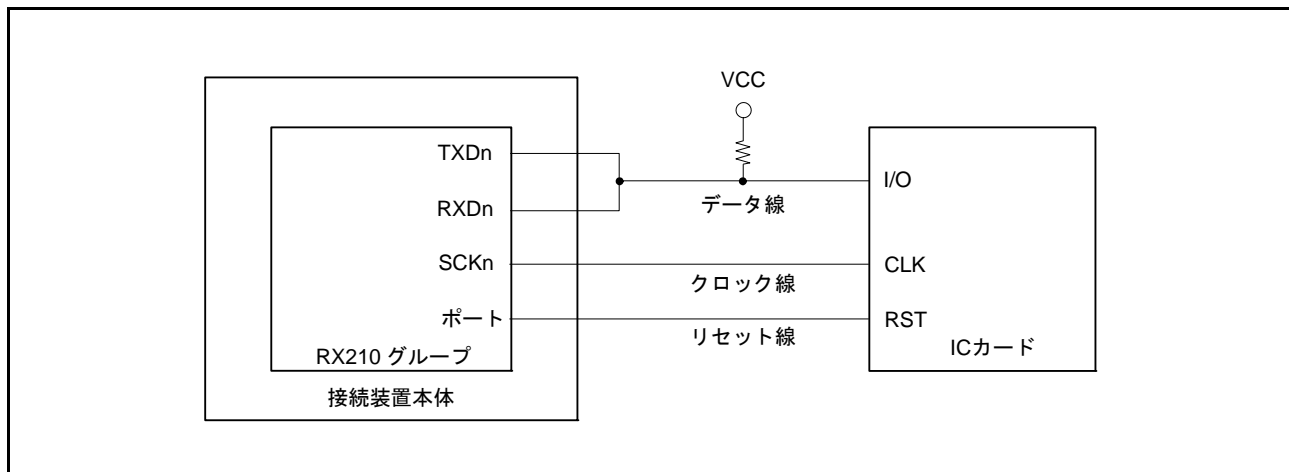 VCC
TXDn
RXDn
SCKn
ポート
RX210 グループ
接続装置本体
データ線
クロック線
リセット線
I/O
CLK
RST
ICカード